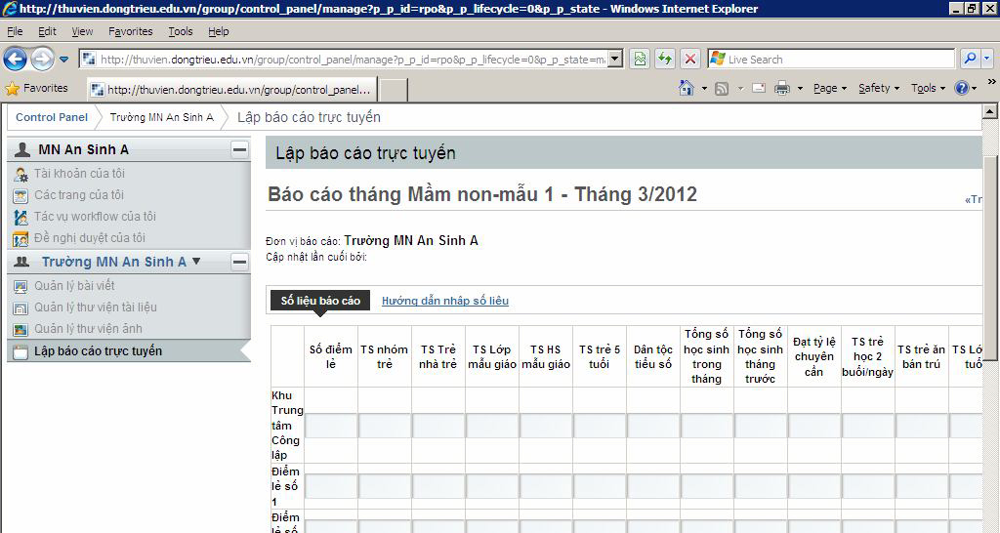 http://thuvien.dongtrieu.edu.vn/group/control_panel/manage?p_p_id=rpo&p_p_lifecycle=0&p_p_state - Windows Internet Explorer
File Edit View Favorites Tools Help
http://thuvien.dongtrieu.edu.vn/group/control_panel/manage?p_p_id=rpo&p_p_lifecycle=0&p_p_state=m
Live Search
Favorites
http://thuvien.dongtrieu.edu.vn/group/control_panel...
Page Safety Tools
Control Panel Trường MN An Sinh A Lập báo cáo trực tuyến
MN An Sinh A
Tài khoản của tôi
Các trang của tôi
Tác vụ workflow của tôi
Đề nghị duyệt của tôi
Trường MN An Sinh A
Quản lý bài viết
Quản lý thư viện tài liệu
Quản lý thư viện ảnh
Lập báo cáo trực tuyến
Lập báo cáo trực tuyến
Báo cáo tháng Mầm non-mẫu 1 - Tháng 3/2012
«Tr
Đơn vị báo cáo: Trường MN An Sinh A
Cập nhật lần cuối bởi:
Số liệu báo cáo Hướng dẫn nhập số liệu
Số điểm lẻ
TS nhóm trẻ
TS Trẻ nhà trẻ
TS Lớp mẫu giáo
TS HS mẫu giáo
TS trẻ 5 tuổi
Dân tộc tiểu số
Tổng số học sinh trong tháng
Tổng số học sinh tháng trước
Đạt tỷ lệ chuyên cần
TS trẻ học 2 buổi/ngày
TS trẻ ăn bán trú
TS Lớ
tuổ
Khu
Trung
tâm
Công
lập
Điểm
lẻ số
1
Điểm
lẻ số